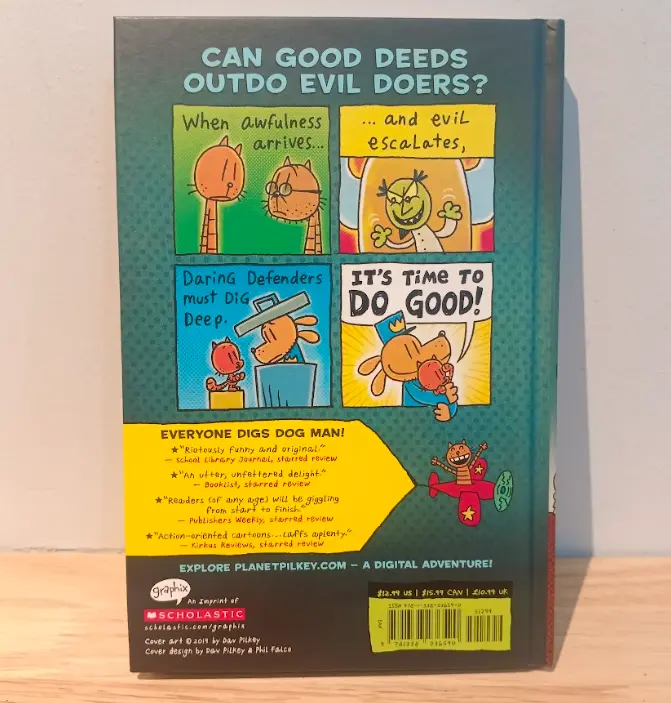 CAN GOOD DEEDS
OUTDO EVIL DOERS?
When awfulness
arrives...
... and evil
escalates,
Daring Defenders
must Dig
Deep.
IT'S TIME TO
DO GOOD!
EVERYONE DIGS DOG MAN!
★"Riotously funny and original."
— School Library Journal, starred review
★"An utter, unfettered delight."
— Booklist, starred review
★"Readers (of any age) will be giggling
from start to finish."
— Publishers Weekly, starred review
★"Action-oriented cartoons...Laffs aplenty."
— Kirkus Reviews, starred review
EXPLORE PLANETPILKEY.COM — A DIGITAL ADVENTURE!
graphix
An Imprint of
SCHOLASTIC
scholastic.com/graphix
Cover art © 2019 by Dav Pilkey
Cover design by Dav Pilkey & Phil Falco
$12.99 US | $15.99 CAN | £10.99 UK
51299